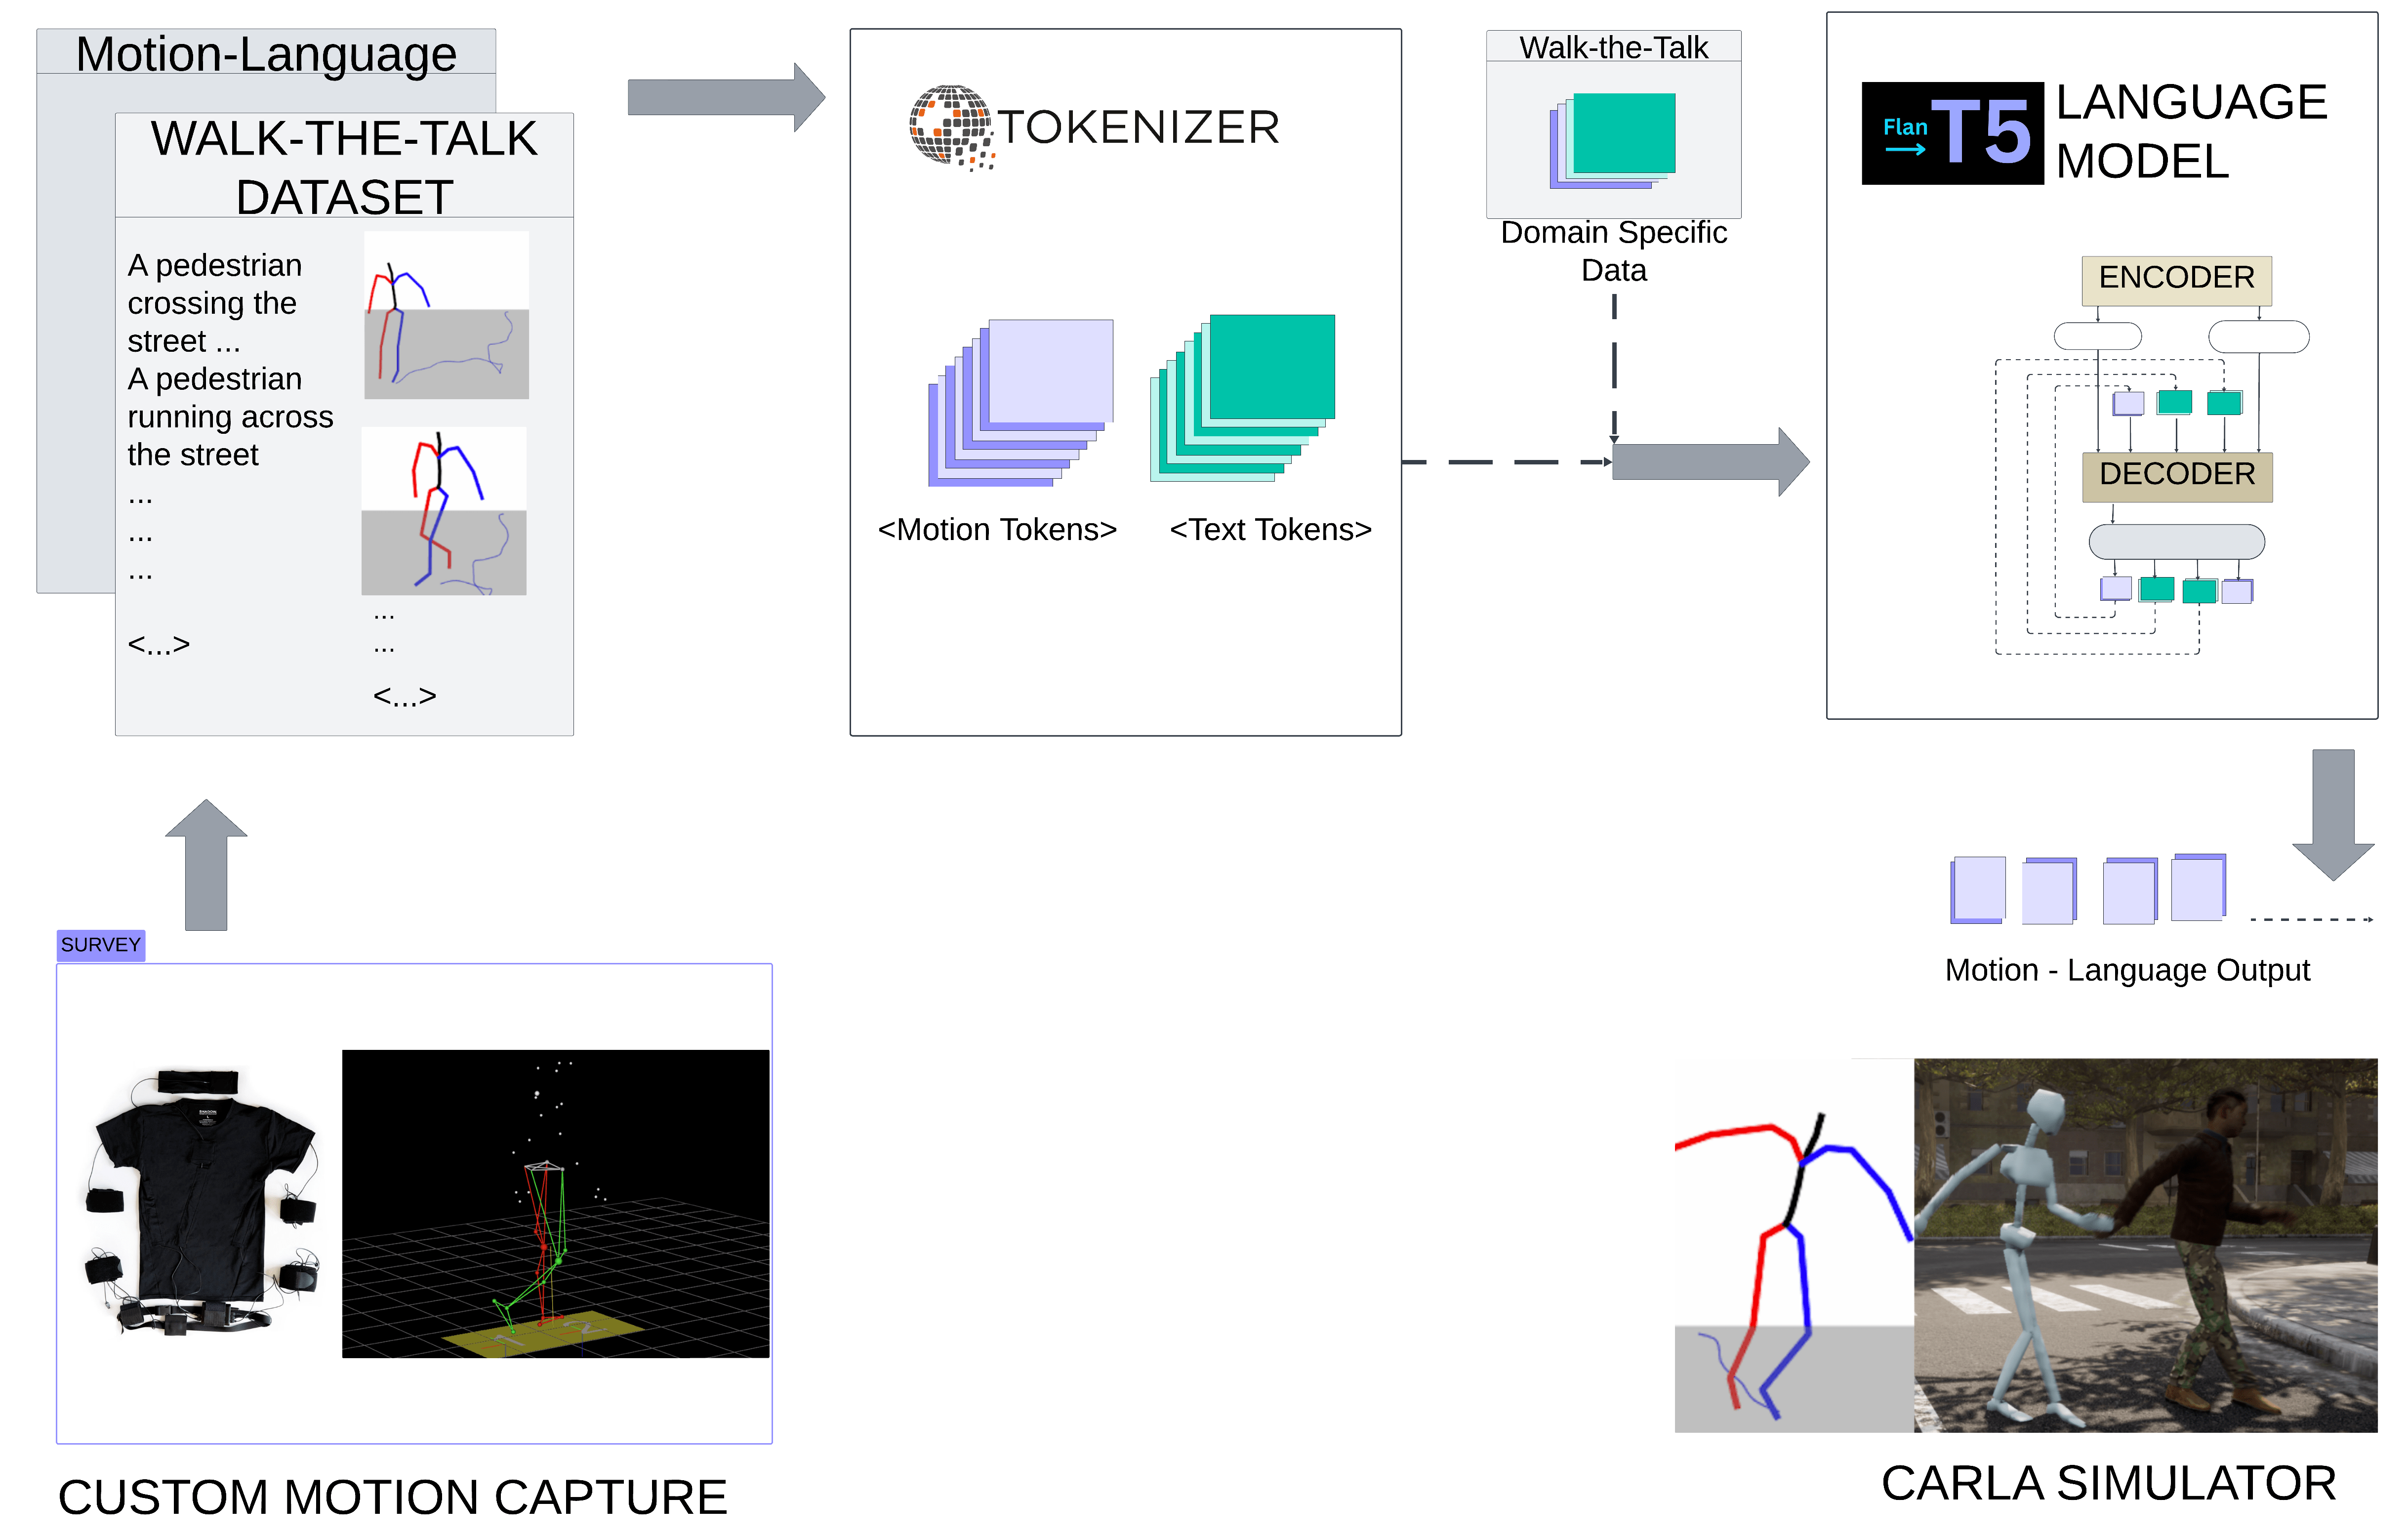 Motion-Language
WALK-THE-TALK
DATASET
A pedestrian
crossing the
street ...
A pedestrian
running across
the street
...
...
...
<...>
...
...
<...>
TOKENIZER
<Motion Tokens>
<Text Tokens>
Walk-the-Talk
Domain Specific
Data
Flan
T5
LANGUAGE
MODEL
ENCODER
DECODER
Motion - Language Output
SURVEY
CUSTOM MOTION CAPTURE
CARLA SIMULATOR